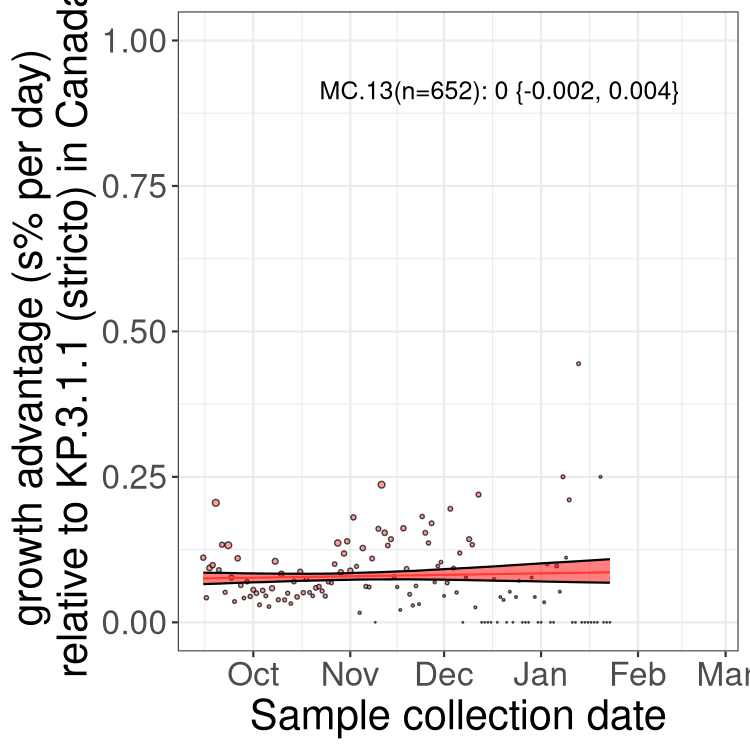 growth advantage (s% per day)
relative to KP.3.1.1 (stricto) in Canada
1.00
0.75
0.50
0.25
0.00
MC.13(n=652): 0 {-0.002, 0.004}
Oct Nov Dec Jan Feb Mar
Sample collection date